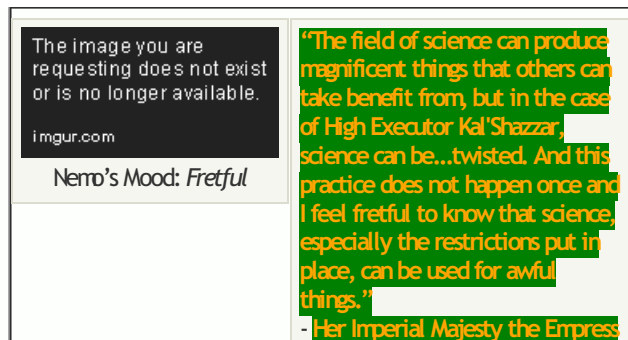 The image you are
requesting does not exist
or is no longer available.
imgur.com
Nemo's Mood: Fretful
“The field of science can produce
magnificent things that others can
take benefit from, but in the case
of High Executor Kal'Shazzar,
science can be...twisted. And this
practice does not happen once and
I feel fretful to know that science,
especially the restrictions put in
place, can be used for awful
things.”
- Her Imperial Majesty the Empress